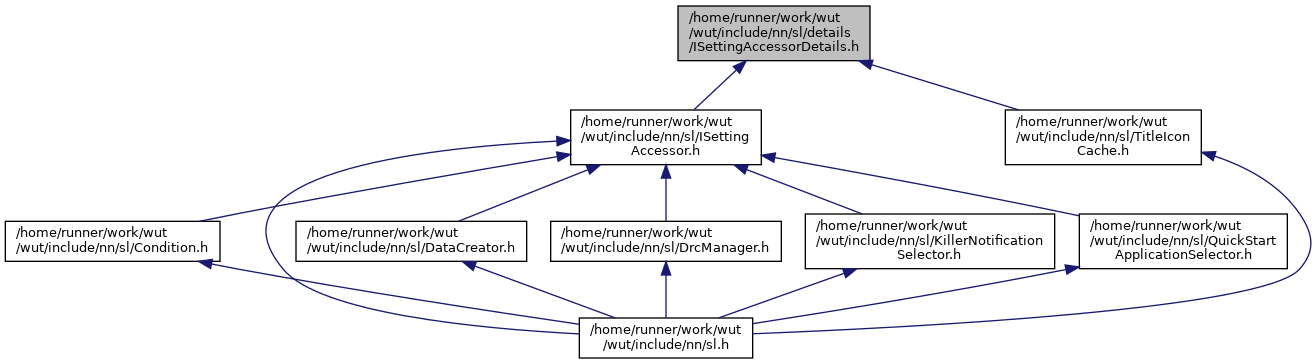 /home/runner/work/wut
/wut/include/nn/sl/details
/ISettingAccessorDetails.h
/home/runner/work/wut
/wut/include/nn/sl/ISetting
Accessor.h
/home/runner/work/wut
/wut/include/nn/sl/TitleIcon
Cache.h
/home/runner/work/wut
/wut/include/nn/sl/Condition.h
/home/runner/work/wut
/wut/include/nn/sl/DataCreator.h
/home/runner/work/wut
/wut/include/nn/sl/DrcManager.h
/home/runner/work/wut
/wut/include/nn/sl/KillerNotification
Selector.h
/home/runner/work/wut
/wut/include/nn/sl/QuickStart
ApplicationSelector.h
/home/runner/work/wut
/wut/include/nn/sl.h